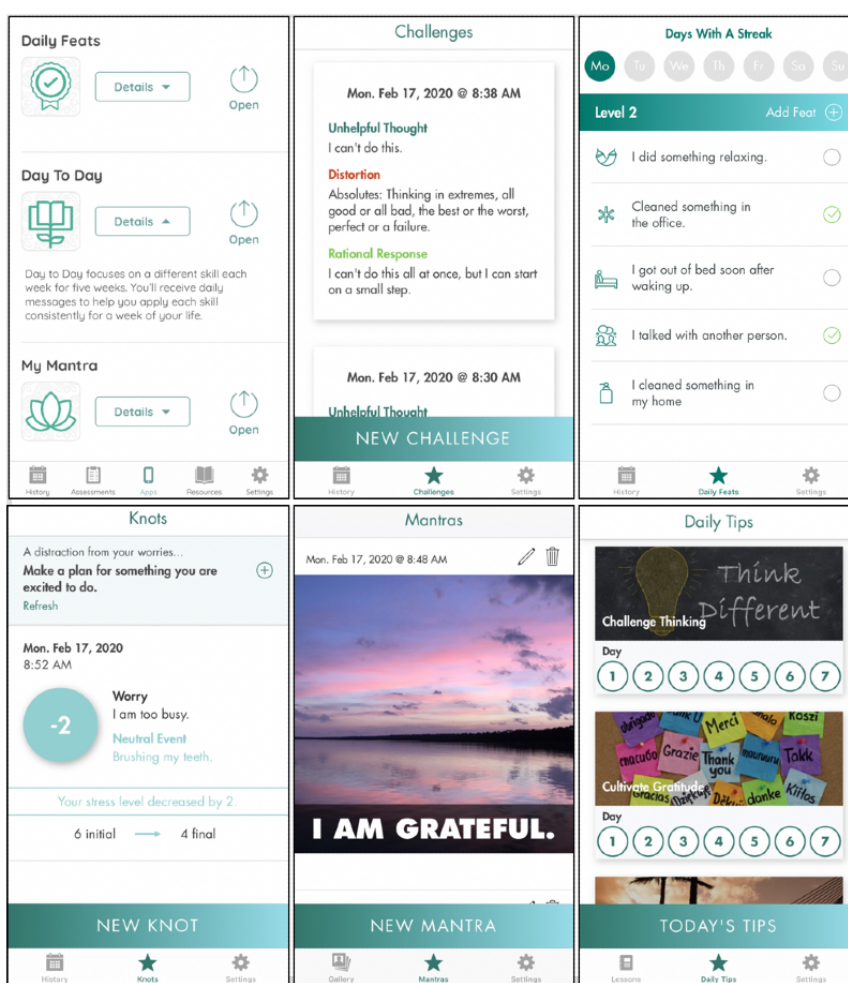 Daily Feats
Details
Open
Day To Day
Details
Open
Day to Day focuses on a different skill each
week for five weeks. You'll receive daily
messages to help you apply each skill
consistently for a week of your life.
My Mantra
Details
Open
History Assessments Apps Resources Settings
Challenges
Mon. Feb 17, 2020 @ 8:38 AM
Unhelpful Thought
I can't do this.
Distortion
Absolutes: Thinking in extremes, all
good or all bad, the best or the worst,
perfect or a failure.
Rational Response
I can't do this all at once, but I can start
on a small step.
Mon. Feb 17, 2020 @ 8:30 AM
Unhelpful Thought
NEW CHALLENGE
History Challenges Settings
Days With A Streak
Mo Tu We Th Fr Sa Su
Level 2 Add Feat
I did something relaxing.
Cleaned something in
the office.
I got out of bed soon after
waking up.
I talked with another person.
I cleaned something in
my home
History Daily Feats Settings
Knots
A distraction from your worries...
Make a plan for something you are
excited to do.
Refresh
Mon. Feb 17, 2020
8:52 AM
-2
Worry
I am too busy.
Neutral Event
Brushing my teeth.
Your stress level decreased by 2.
6 initial → 4 final
NEW KNOT
History Knots Settings
Mantras
Mon. Feb 17, 2020 @ 8:48 AM
I AM GRATEFUL.
NEW MANTRA
Gallery Mantras Settings
Daily Tips
Think
Different
Challenge Thinking
Day
1 2 3 4 5 6 7
Merci
Koszi
Grazie
Thank
you
Takk
danke
Kiitos
Cultivate Gratitude
Day
1 2 3 4 5 6 7
TODAY'S TIPS
Lessons Daily Tips Settings